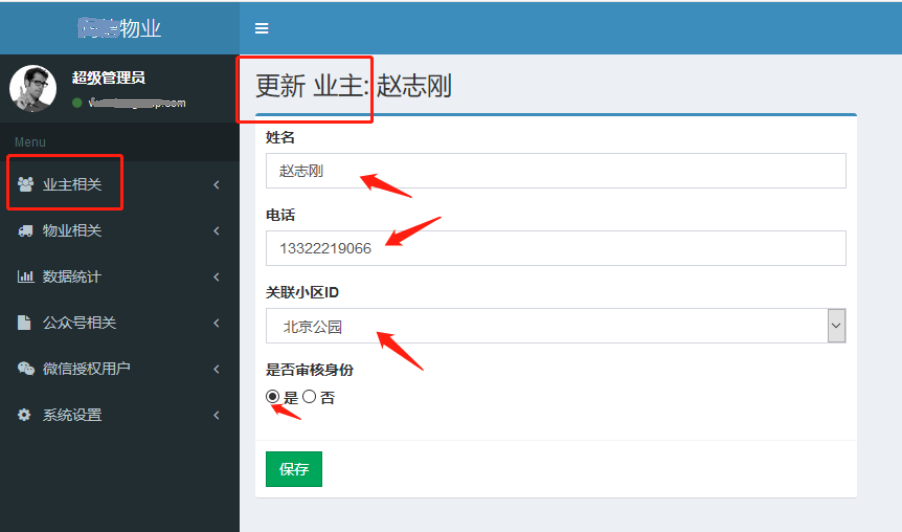 物业
超级管理员
Menu
业主相关
物业相关
数据统计
公众号相关
微信授权用户
系统设置
更新 业主: 赵志刚
姓名
赵志刚
电话
13322219066
关联小区ID
北京公园
是否审核身份
是 否
保存